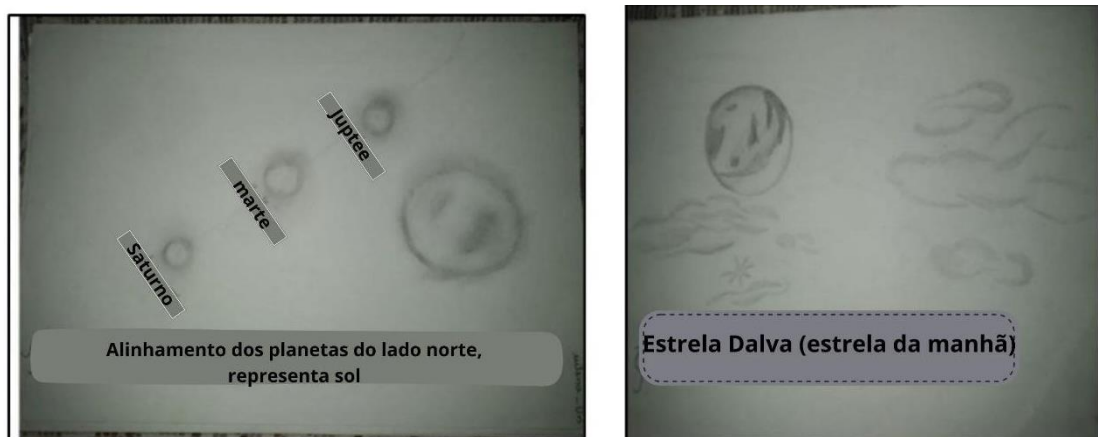 Juptee
marte
Saturno
Alinhamento dos planetas do lado norte,
representa sol
Estrela Dalva (estrela da manhã)